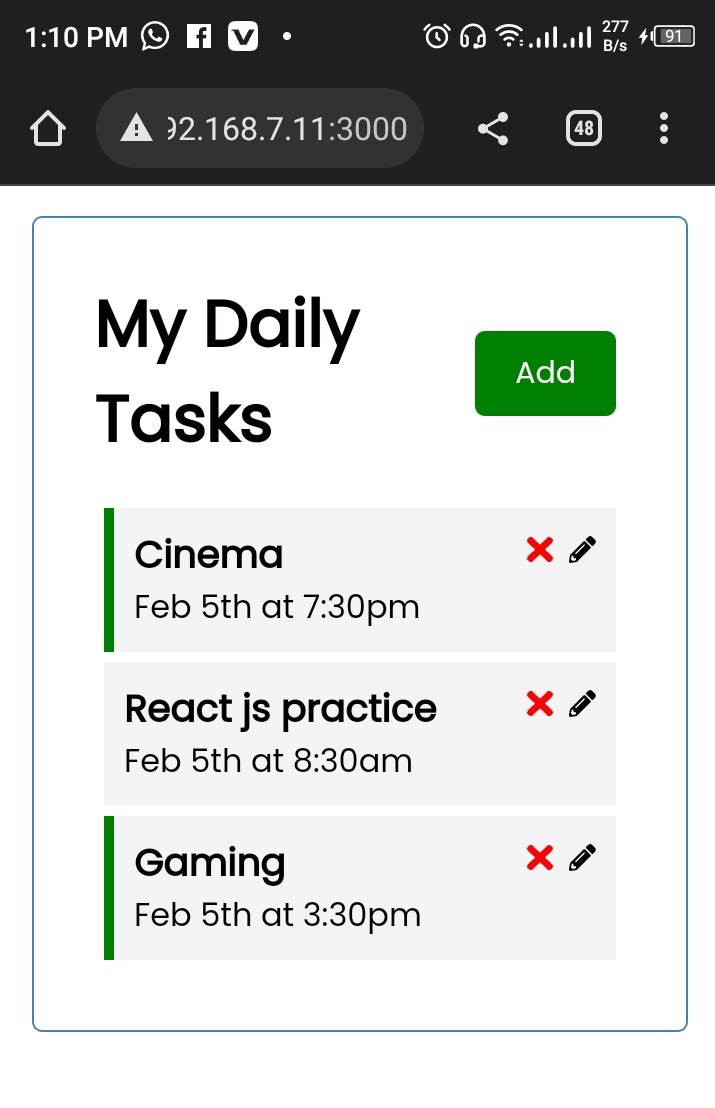 1:10 PM
277
B/s
91
92.168.7.11:3000
48
My Daily
Tasks
Add
Cinema
Feb 5th at 7:30pm
React js practice
Feb 5th at 8:30am
Gaming
Feb 5th at 3:30pm